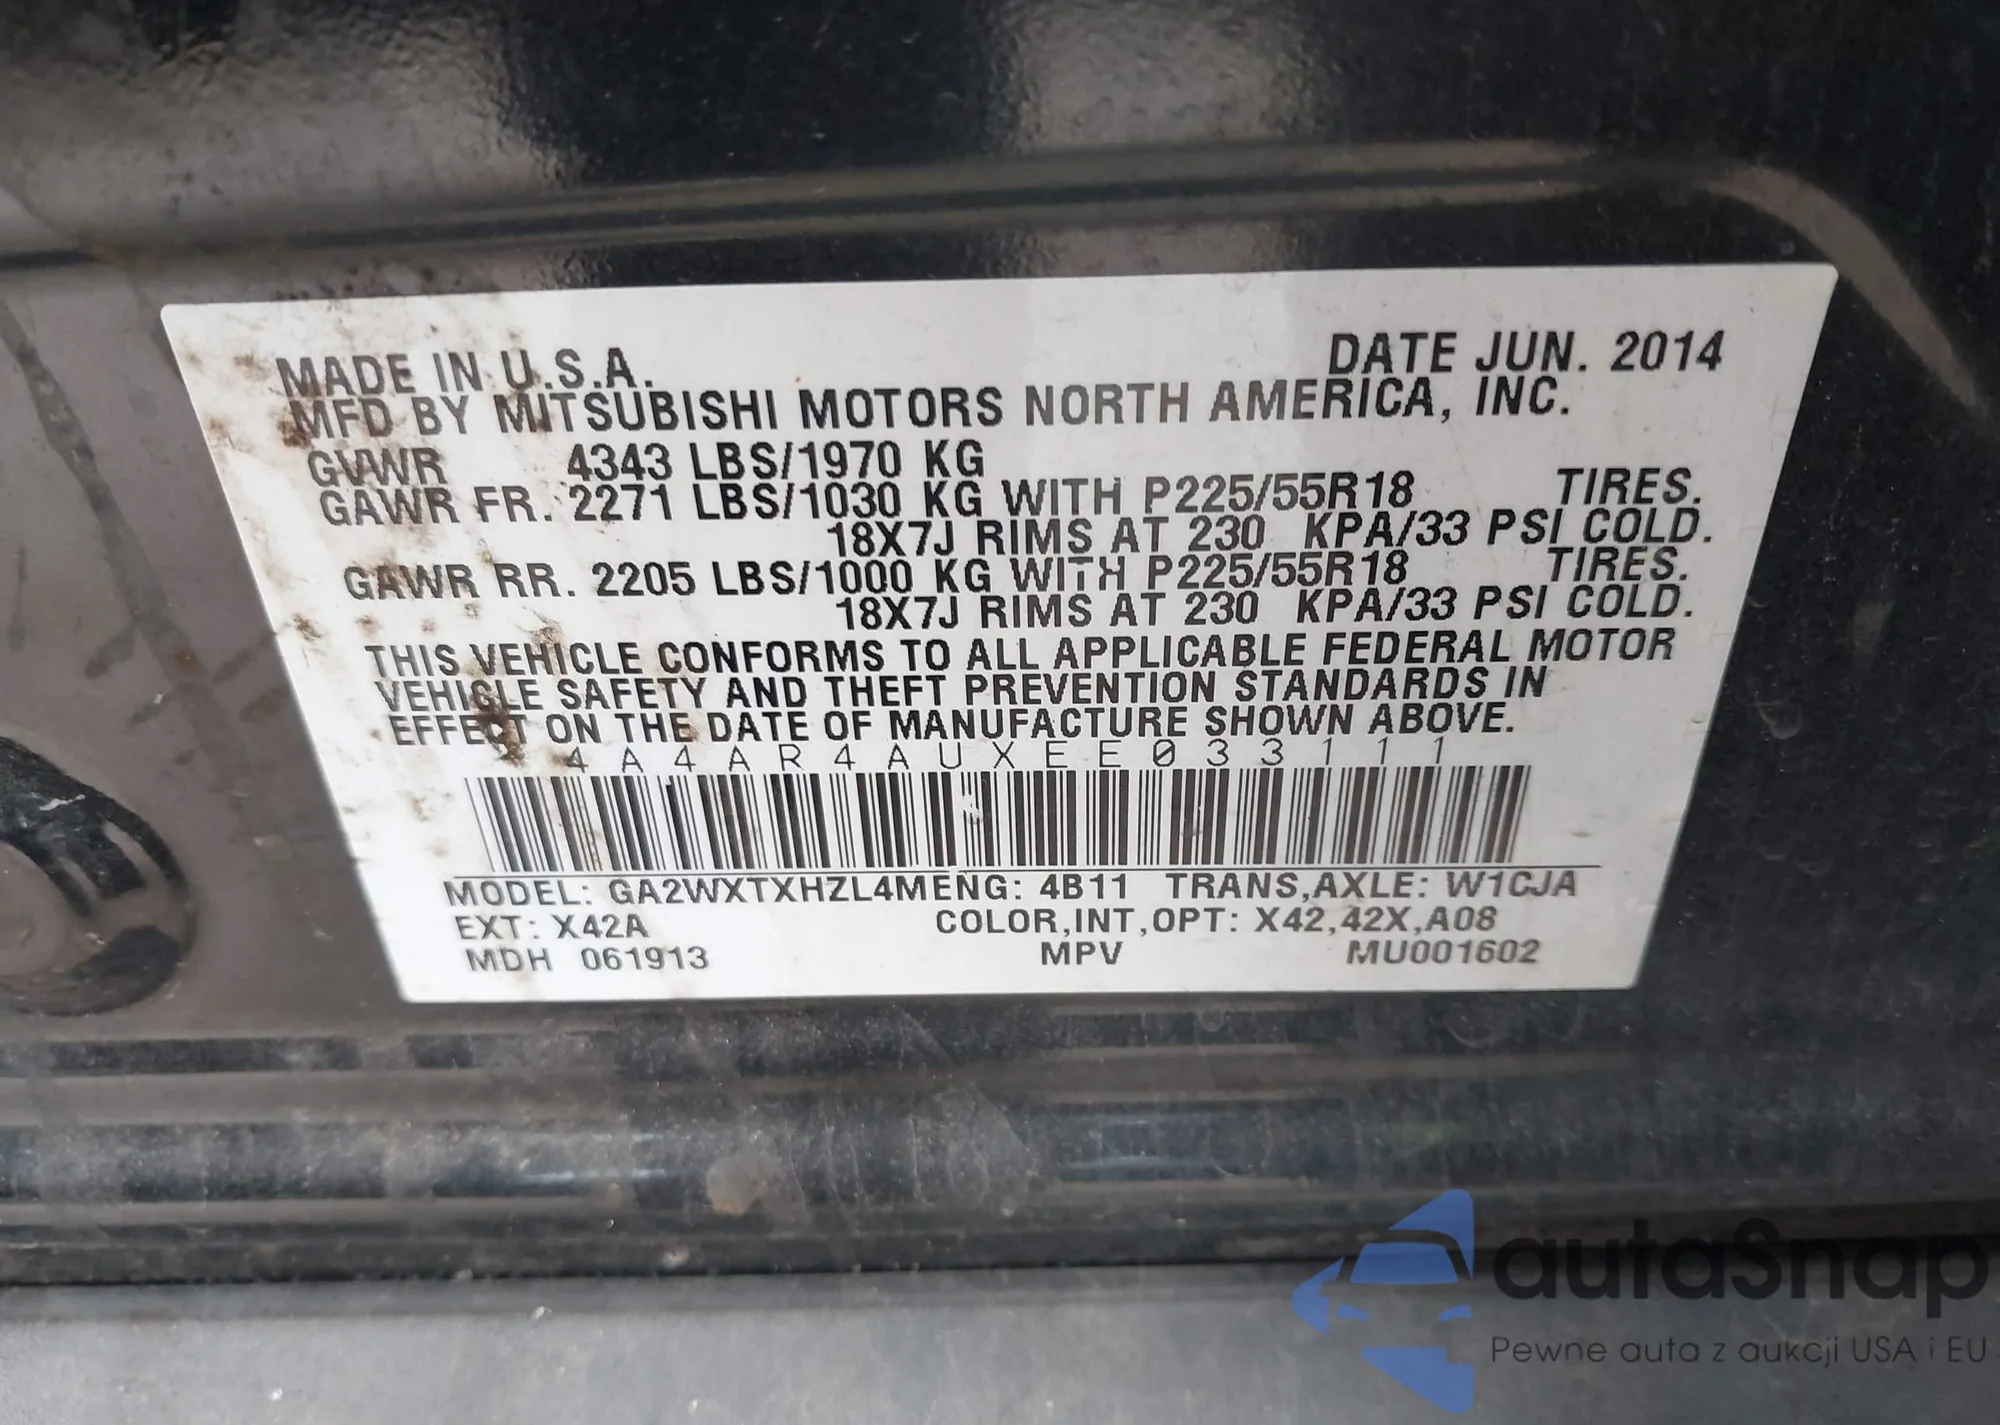 MADE IN U.S.A. DATE JUN. 2014
MFD BY MITSUBISHI MOTORS NORTH AMERICA, INC.
GVWR 4343 LBS/1970 KG
GAWR FR. 2271 LBS/1030 KG WITH P225/55R18 TIRES.
18X7J RIMS AT 230 KPA/33 PSI COLD.
GAWR RR. 2205 LBS/1000 KG WITH P225/55R18 TIRES.
18X7J RIMS AT 230 KPA/33 PSI COLD.
THIS VEHICLE CONFORMS TO ALL APPLICABLE FEDERAL MOTOR
VEHICLE SAFETY AND THEFT PREVENTION STANDARDS IN
EFFECT ON THE DATE OF MANUFACTURE SHOWN ABOVE.
4A4AR4AUXEE033111
MODEL: GA2WXTXHZL4MENG: 4B11 TRANS,AXLE: W1CJA
EXT: X42A COLOR,INT,OPT: X42,42X,A08
MDH 061913 MPV MU001602
autaSnap
Pewne auta z aukcji USA i EU